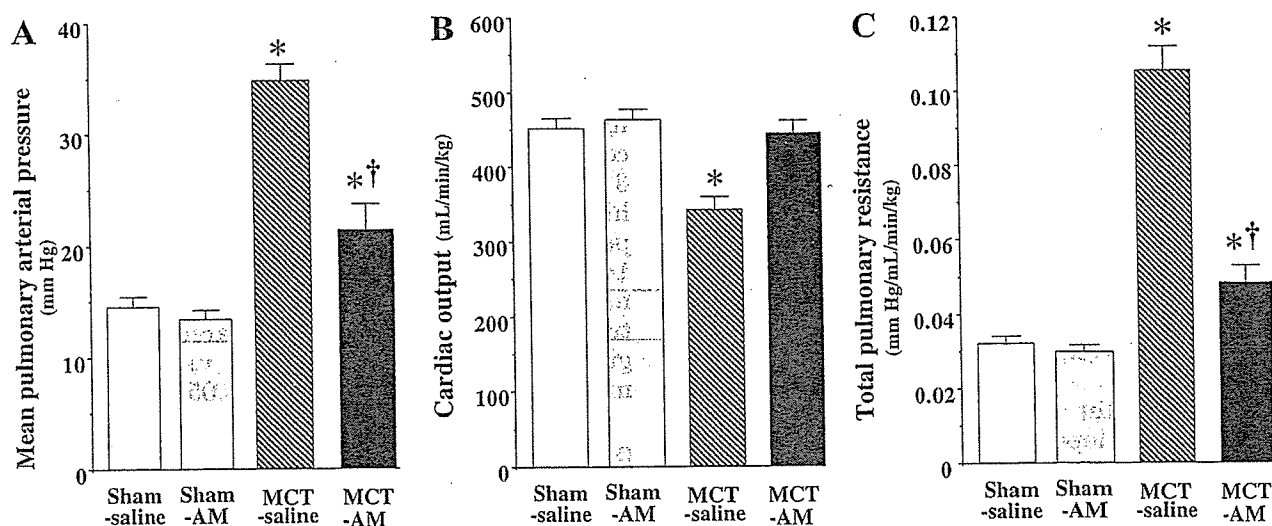 A
Mean pulmonary arterial pressure
(mm Hg)
40
30
20
10
0
*
*†
Sham
-saline
Sham
-AM
MCT
-saline
MCT
-AM
B
Cardiac output (mL/min/kg)
600
500
400
300
200
100
0
*
Sham
-saline
Sham
-AM
MCT
-saline
MCT
-AM
C
Total pulmonary resistance
(mm Hg/mL/min/kg)
0.12
0.10
0.08
0.06
0.04
0.02
0
*
*†
Sham
-saline
Sham
-AM
MCT
-saline
MCT
-AM